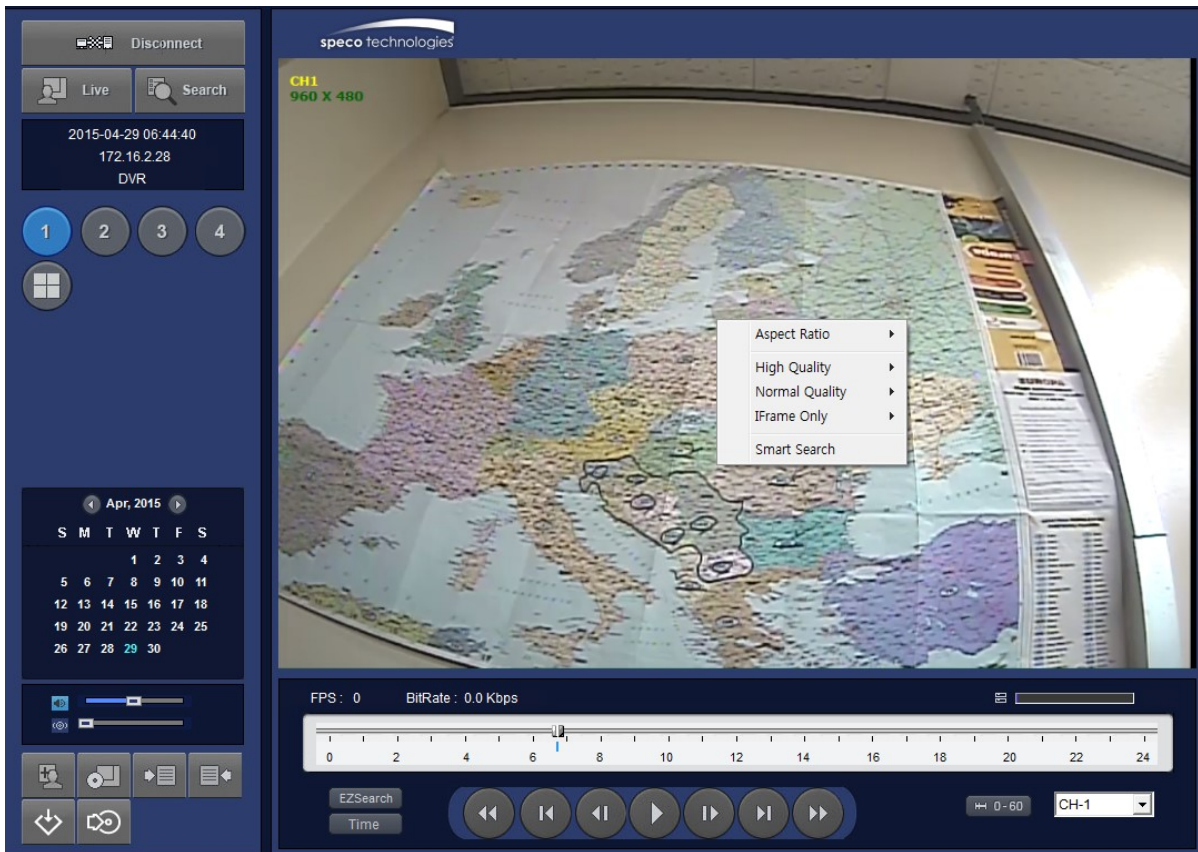 Disconnect
speco technologies
Live
Search
CH1
960 X 480
2015-04-29 06:44:40
172.16.2.28
DVR
1
2
3
4
Aspect Ratio
High Quality
Normal Quality
IFrame Only
Smart Search
EUROPA
Apr, 2015
S M T W T F S
1 2 3 4
5 6 7 8 9 10 11
12 13 14 15 16 17 18
19 20 21 22 23 24 25
26 27 28 29 30
FPS : 0 BitRate : 0.0 Kbps
0 2 4 6 8 10 12 14 16 18 20 22 24
EZSearch
Time
0-60
CH-1